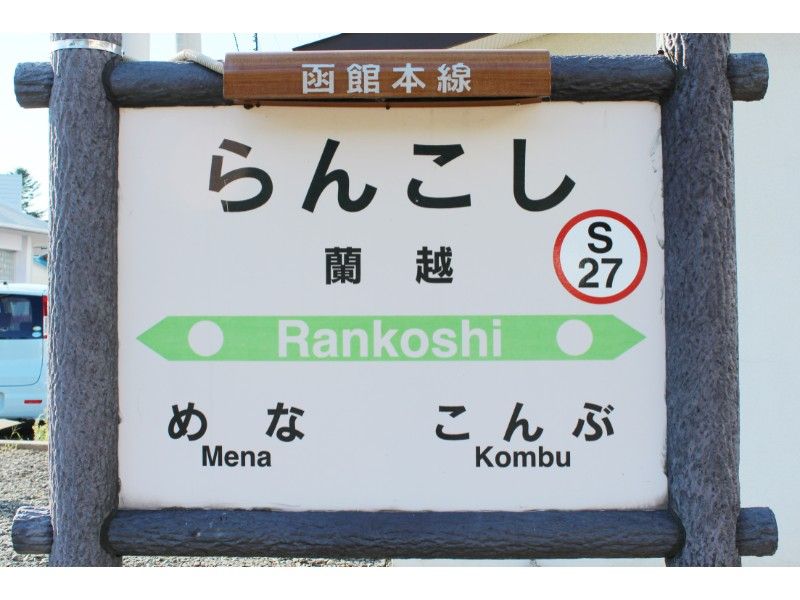 函館本線
らんこし
蘭越
S
27
Rankoshi
めな こんぶ
Mena Kombu